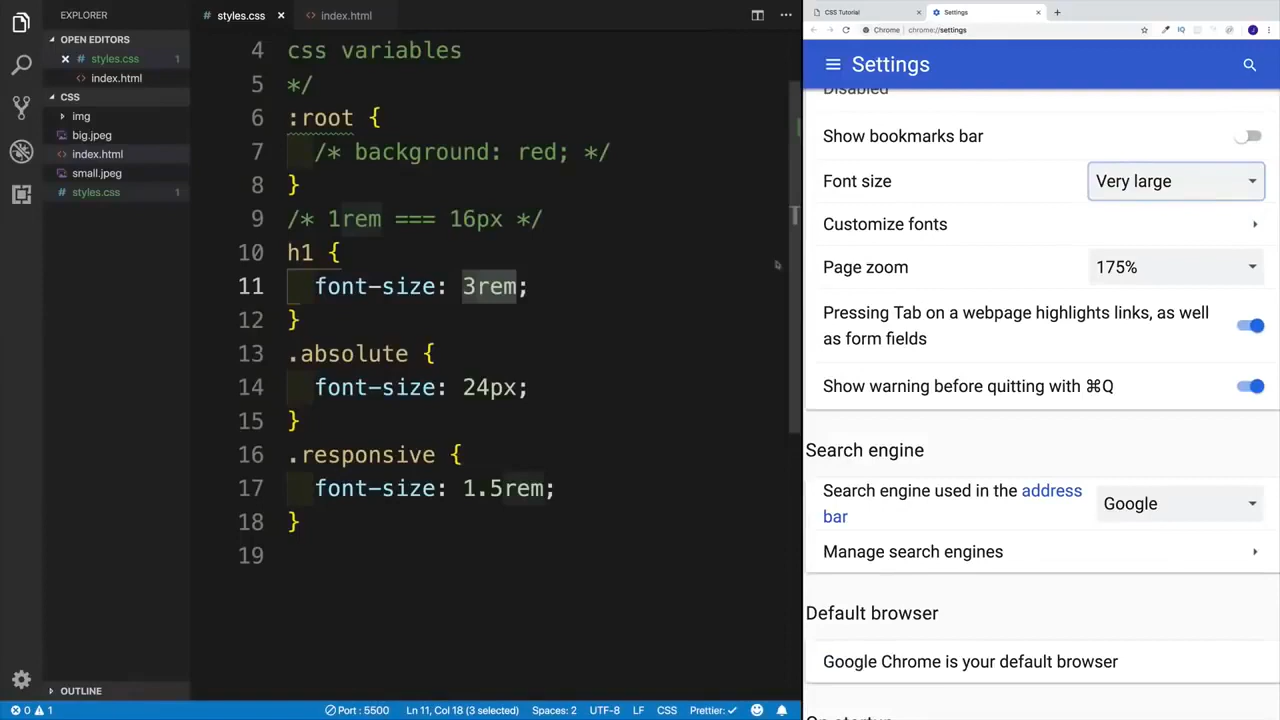 EXPLORER
OPEN EDITORS
styles.css 1
index.html
CSS
img
big.jpeg
index.html
small.jpeg
styles.css 1
OUTLINE
styles.css
index.html
4 css variables
5 */
6 :root {
7 /* background: red; */
8 }
9 /* 1rem === 16px */
10 h1 {
11 font-size: 3rem;
12 }
13 .absolute {
14 font-size: 24px;
15 }
16 .responsive {
17 font-size: 1.5rem;
18 }
19
0 1 Port : 5500 Ln 11, Col 18 (3 selected) Spaces: 2 UTF-8 LF CSS Prettier:
CSS Tutorial
Settings
Chrome chrome://settings
Settings
Disabled
Show bookmarks bar
Font size Very large
Customize fonts
Page zoom 175%
Pressing Tab on a webpage highlights links, as well
as form fields
Show warning before quitting with ⌘Q
Search engine
Search engine used in the address
bar
Google
Manage search engines
Default browser
Google Chrome is your default browser
On startup